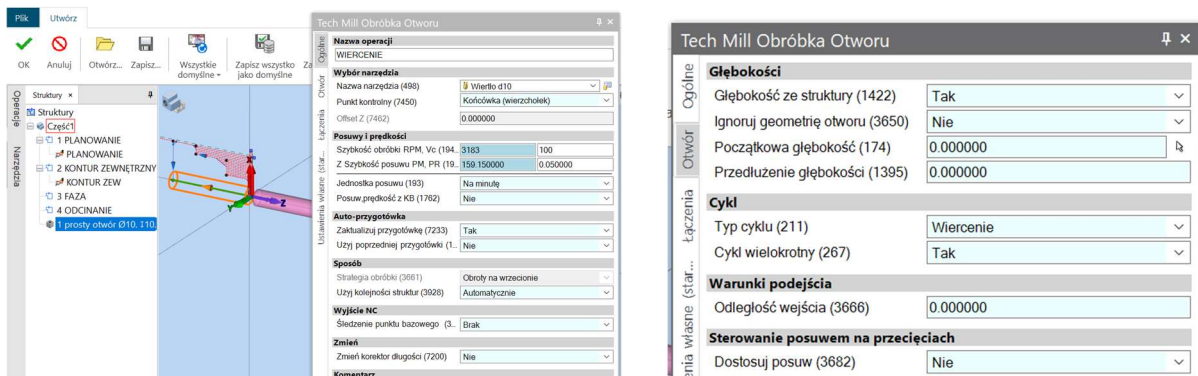 Plik Utwórz
OK Anuluj Otwórz... Zapisz... Wszystkie domyślne Zapisz wszystko jako domyślne
Operacje
Narzędzia
Struktury ×
Struktury
Część1
1 PLANOWANIE
PLANOWANIE
2 KONTUR ZEWNĘTRZNY
KONTUR ZEW
3 FAZA
4 ODCINANIE
1 prosty otwór Ø10, 110.
X
Y
Z
Tech Mill Obróbka Otworu
Ogólne
Otwór
Łączenia
Ustawienia własne (star...
Nazwa operacji
WIERCENIE
Wybór narzędzia
Nazwa narzędzia (498) Wiertło d10
Punkt kontrolny (7450) Końcówka (wierzchołek)
Offset Z (7462) 0.000000
Posuwy i prędkości
Szybkość obróbki RPM, Vc (194.. 3183 100
Z Szybkość posuwu PM, PR (19.. 159.150000 0.050000
Jednostka posuwu (193) Na minutę
Posuw,prędkość z KB (1762) Nie
Auto-przygotówka
Zaktualizuj przygotówkę (7233) Tak
Użyj poprzedniej przygotówki (1.. Nie
Sposób
Strategia obróbki (3661) Obroty na wrzecionie
Użyj kolejności struktur (3928) Automatycznie
Wyjście NC
Śledzenie punktu bazowego (3.. Brak
Zmień
Zmień korektor długości (7200) Nie
Komentarz
Tech Mill Obróbka Otworu
Ogólne
Otwór
Łączenia
enia własne (star...
Głębokości
Głębokość ze struktury (1422) Tak
Ignoruj geometrię otworu (3650) Nie
Początkowa głębokość (174) 0.000000
Przedłużenie głębokości (1395) 0.000000
Cykl
Typ cyklu (211) Wiercenie
Cykl wielokrotny (267) Tak
Warunki podejścia
Odległość wejścia (3666) 0.000000
Sterowanie posuwem na przecięciach
Dostosuj posuw (3682) Nie